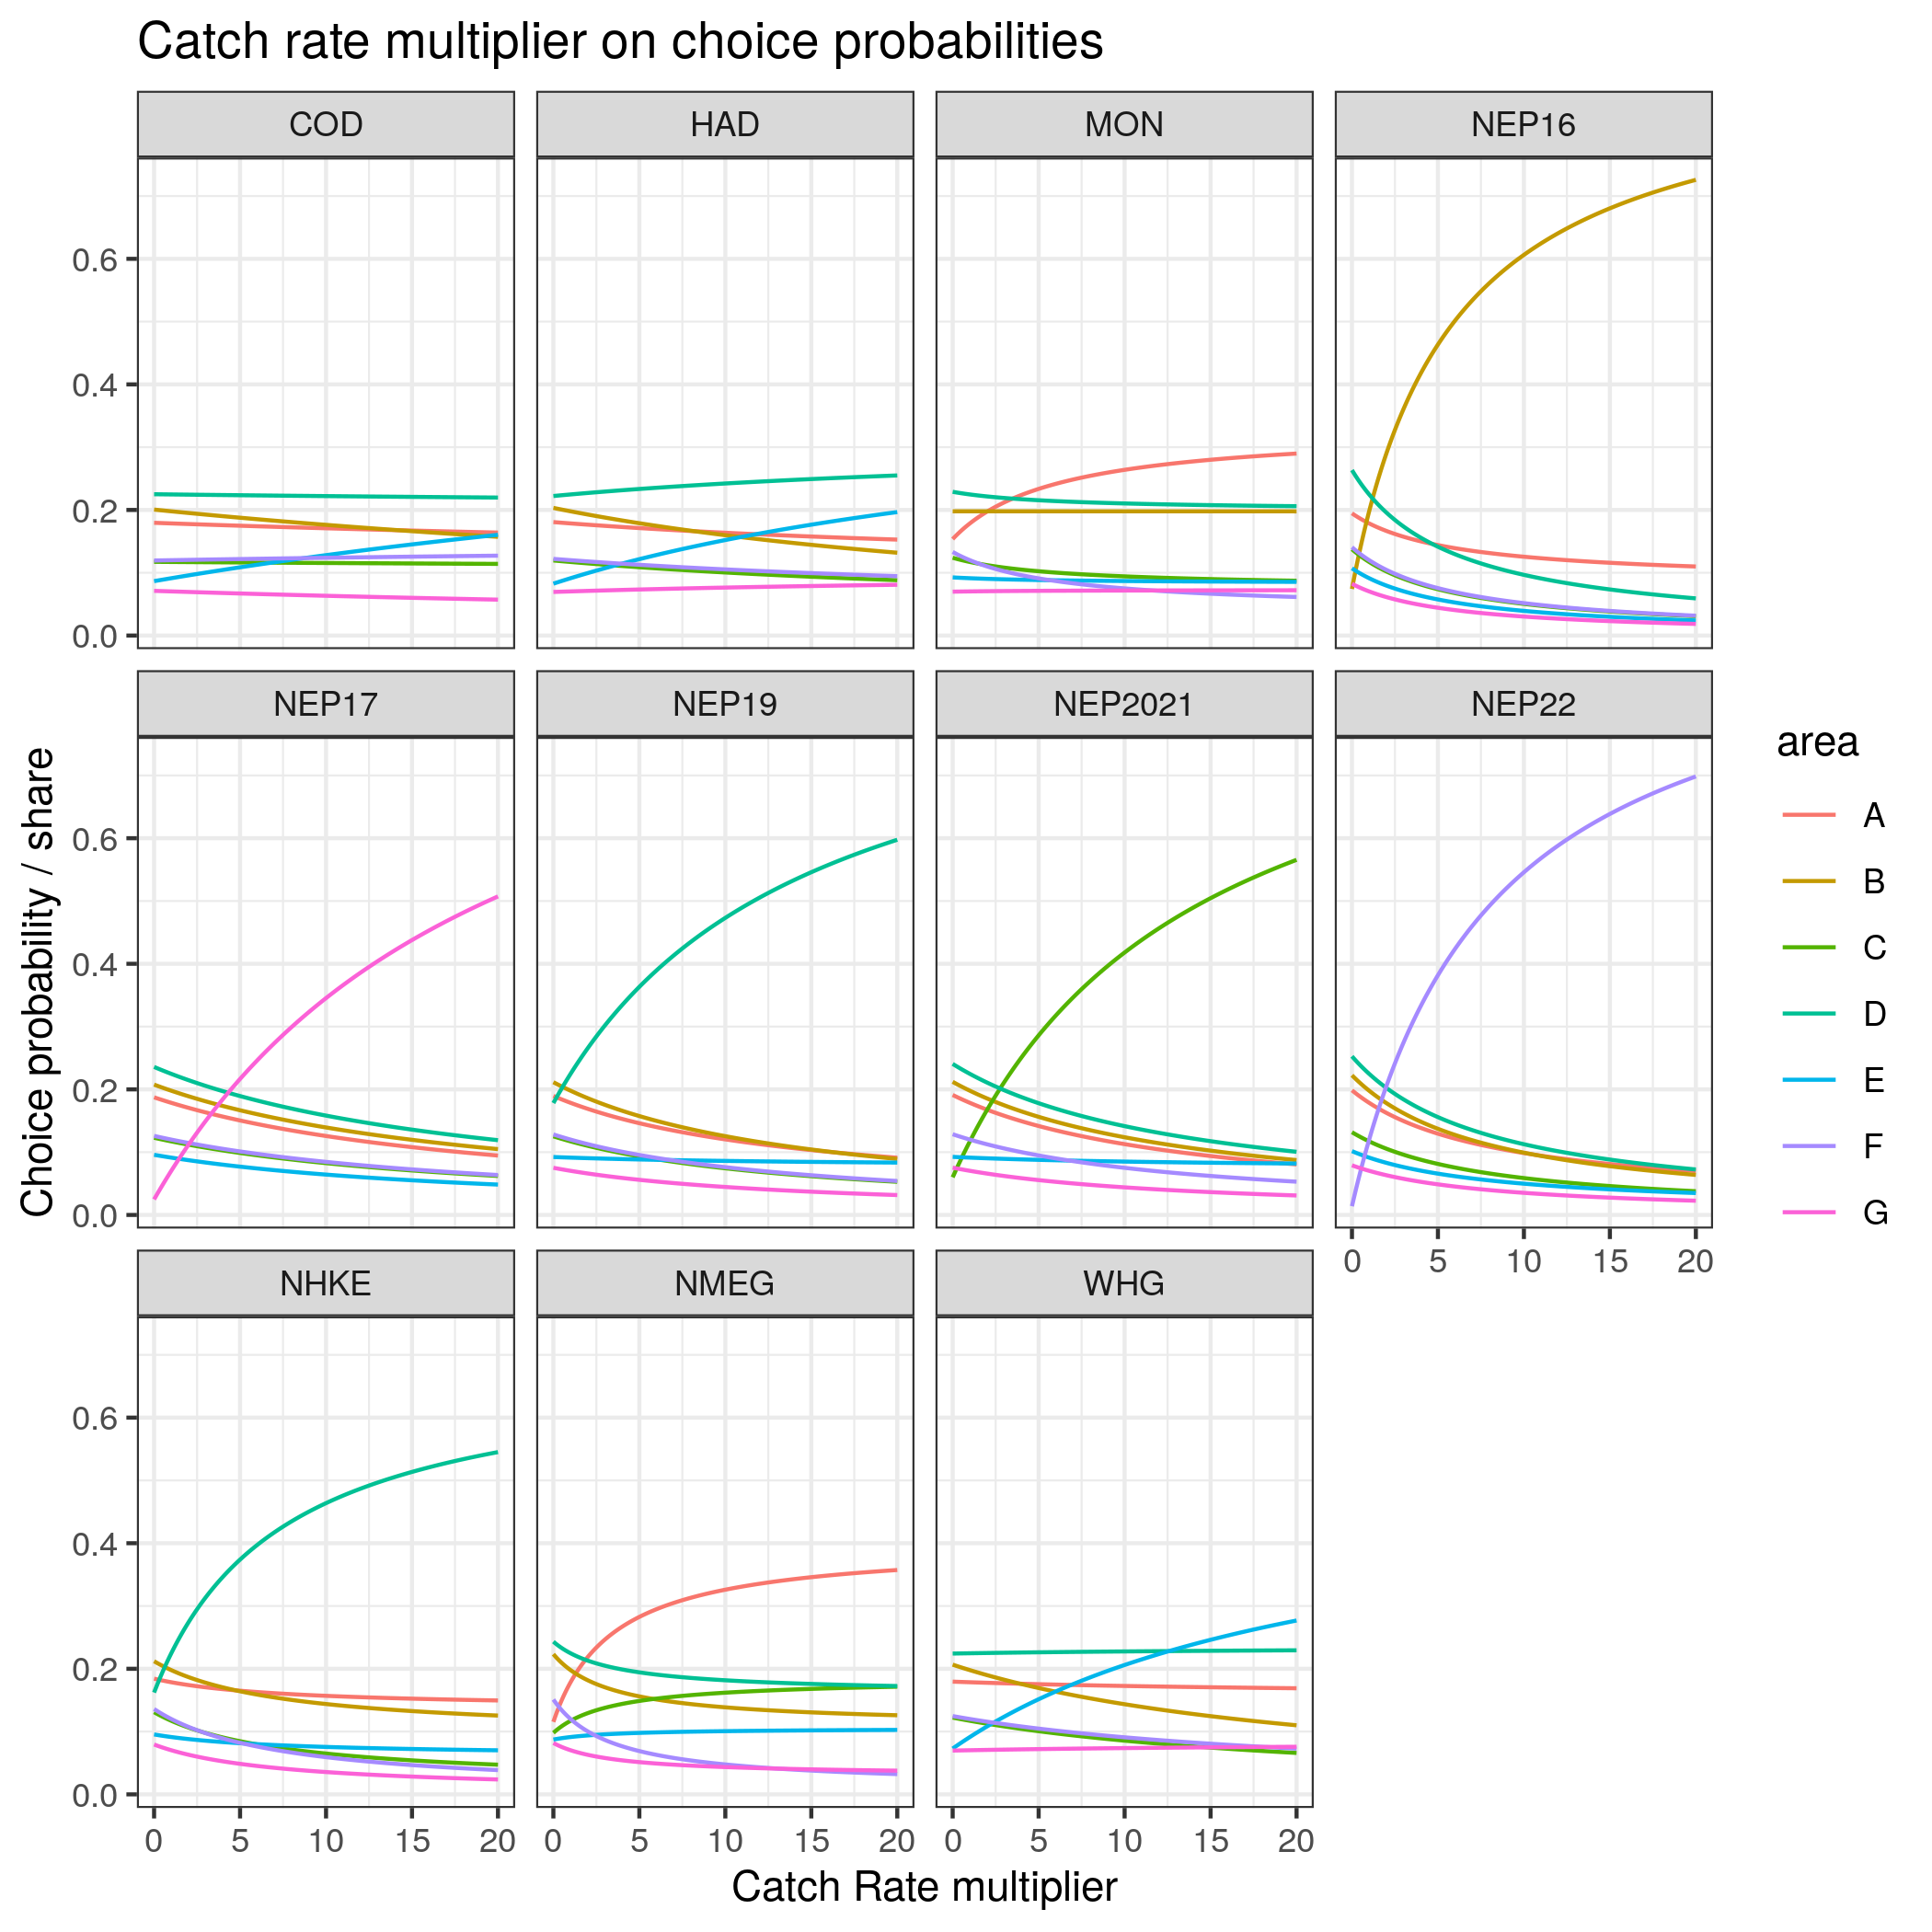 Catch rate multiplier on choice probabilities
COD
HAD
MON
NEP16
0.6
0.4
0.2
0.0
NEP17
NEP19
NEP2021
NEP22
0.6
0.4
0.2
0.0
0 5 10 15 20
NHKE
NMEG
WHG
0.6
0.4
0.2
0.0
0 5 10 15 20
0 5 10 15 20
0 5 10 15 20
Catch Rate multiplier
Choice probability / share
area
A
B
C
D
E
F
G